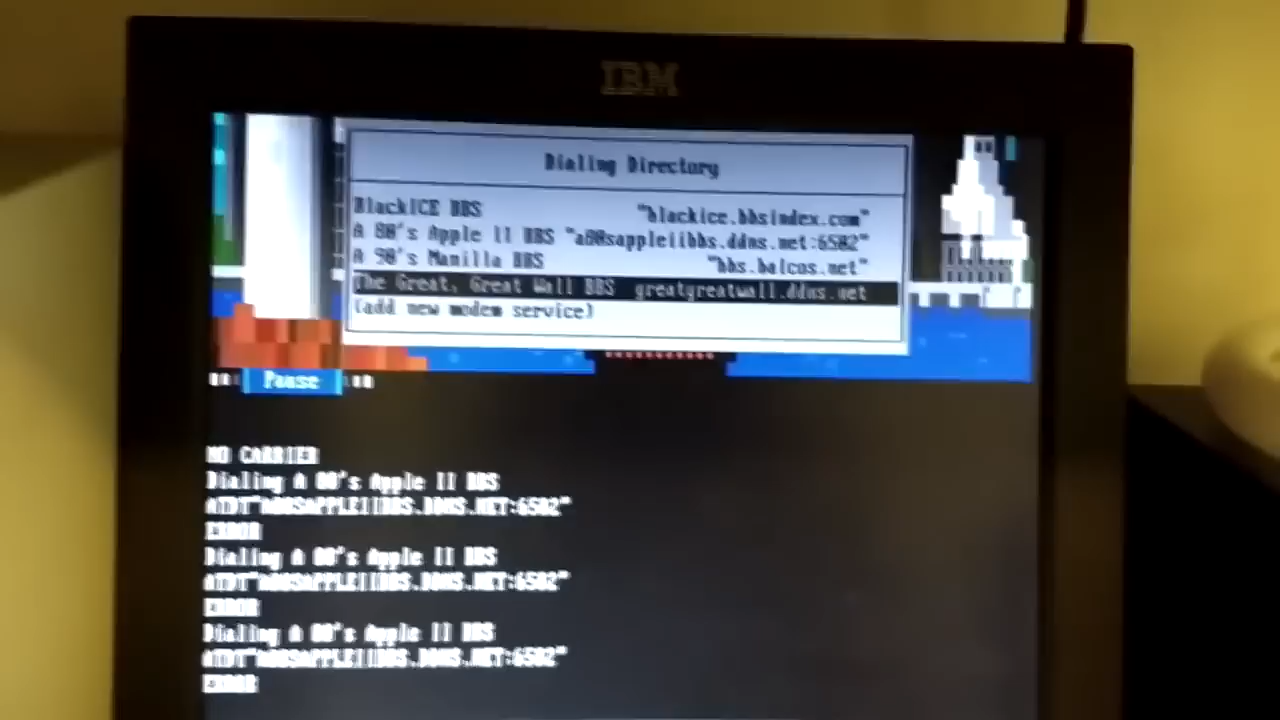 IBM
Dialing Directory
BlackICE BBS "blackice.bbsindex.com"
A 80's Apple II BBS "a80sappleiibbs.ddns.net:6502"
A 90's Manilla BBS "bbs.balcos.net"
The Great, Great Wall BBS greatgreatwall.ddns.net
(add new modem service)
Pause
NO CARRIER
Dialing A 80's Apple II BBS
ATDT"A80SAPPLEIIBBS.DDNS.NET:6502"
ERROR
Dialing A 80's Apple II BBS
ATDT"A80SAPPLEIIBBS.DDNS.NET:6502"
ERROR
Dialing A 80's Apple II BBS
ATDT"A80SAPPLEIIBBS.DDNS.NET:6502"
ERROR